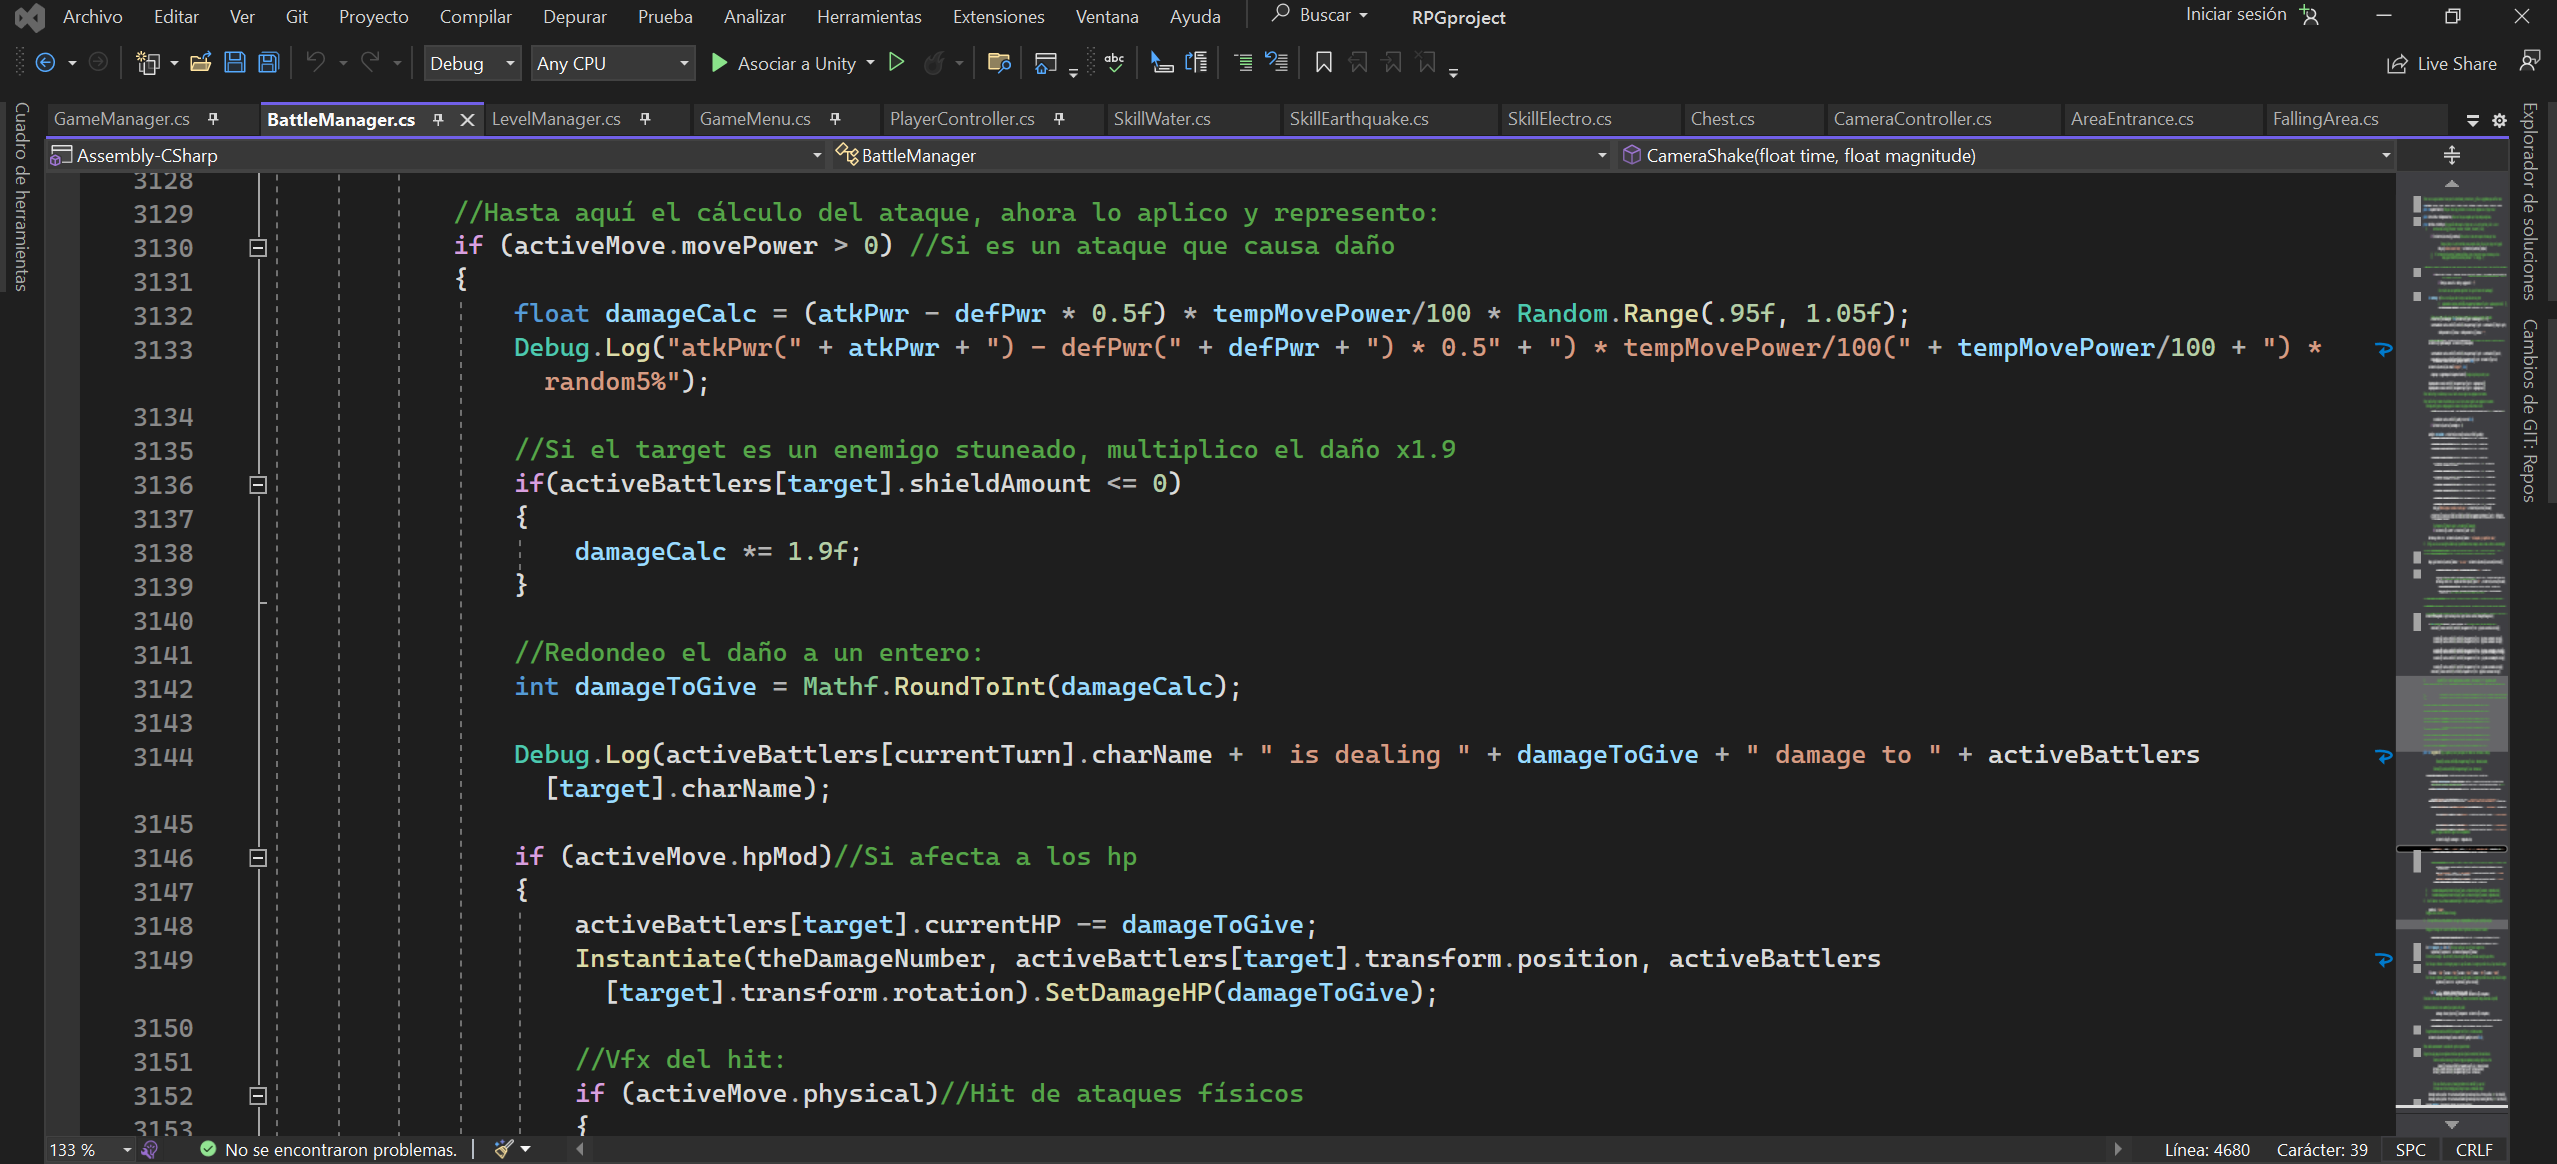 Archivo Editar Ver Git Proyecto Compilar Depurar Prueba Analizar Herramientas Extensiones Ventana Ayuda Buscar RPGproject Iniciar sesión
Debug Any CPU Asociar a Unity abc Live Share
GameManager.cs BattleManager.cs LevelManager.cs GameMenu.cs PlayerController.cs SkillWater.cs SkillEarthquake.cs SkillElectro.cs Chest.cs CameraController.cs AreaEntrance.cs FallingArea.cs
Assembly-CSharp BattleManager CameraShake(float time, float magnitude)
Cuadro de herramientas
3128
3129 //Hasta aquí el cálculo del ataque, ahora lo aplico y represento:
3130 if (activeMove.movePower > 0) //Si es un ataque que causa daño
3131 {
3132 float damageCalc = (atkPwr - defPwr * 0.5f) * tempMovePower/100 * Random.Range(.95f, 1.05f);
3133 Debug.Log("atkPwr(" + atkPwr + ") - defPwr(" + defPwr + ") * 0.5" + ") * tempMovePower/100(" + tempMovePower/100 + ") *
random5%");
3134
3135 //Si el target es un enemigo stuneado, multiplico el daño x1.9
3136 if(activeBattlers[target].shieldAmount <= 0)
3137 {
3138 damageCalc *= 1.9f;
3139 }
3140
3141 //Redondeo el daño a un entero:
3142 int damageToGive = Mathf.RoundToInt(damageCalc);
3143
3144 Debug.Log(activeBattlers[currentTurn].charName + " is dealing " + damageToGive + " damage to " + activeBattlers
[target].charName);
3145
3146 if (activeMove.hpMod)//Si afecta a los hp
3147 {
3148 activeBattlers[target].currentHP -= damageToGive;
3149 Instantiate(theDamageNumber, activeBattlers[target].transform.position, activeBattlers
[target].transform.rotation).SetDamageHP(damageToGive);
3150
3151 //Vfx del hit:
3152 if (activeMove.physical)//Hit de ataques físicos
3153 {
Explorador de soluciones
Cambios de GIT: Repos
133 % No se encontraron problemas. Línea: 4680 Carácter: 39 SPC CRLF